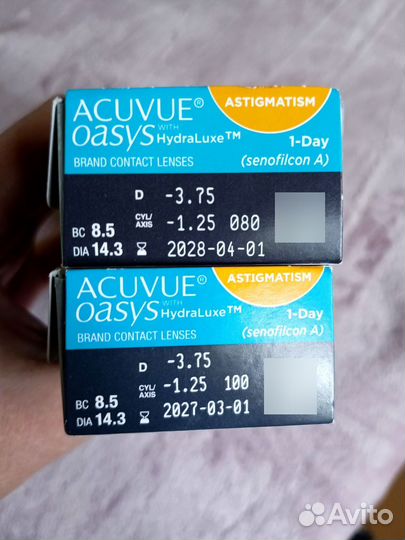 ACUVUE®
ASTIGMATISM
oasys WITH HydraLuxe™
1-Day
BRAND CONTACT LENSES
(senofilcon A)
D -3.75
BC 8.5 CYL/AXIS -1.25 080
DIA 14.3 2028-04-01
ACUVUE®
ASTIGMATISM
oasys WITH HydraLuxe™
1-Day
BRAND CONTACT LENSES
(senofilcon A)
D -3.75
BC 8.5 CYL/AXIS -1.25 100
DIA 14.3 2027-03-01
Avito